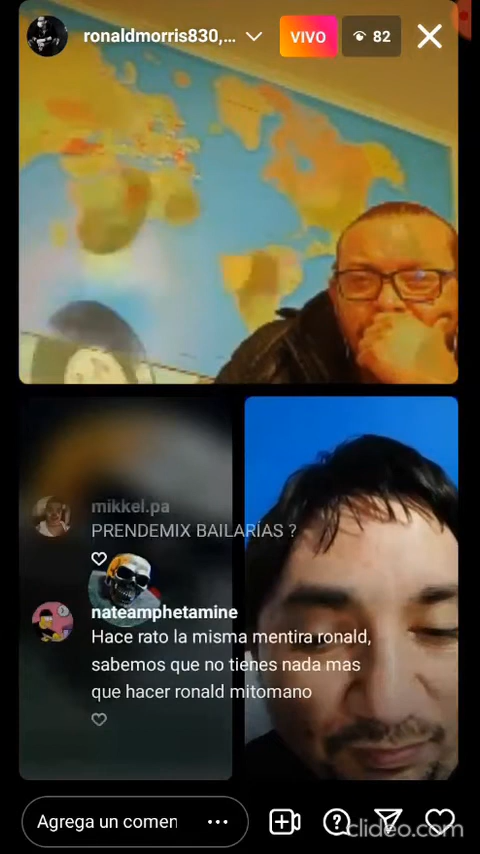 ronaldmorris830,...
VIVO
82
mikkel.pa
PRENDEMIX BAILARÍAS ?
nateamphetamine
Hace rato la misma mentira ronald,
sabemos que no tienes nada mas
que hacer ronald mitomano
Agrega un comen
clideo.com